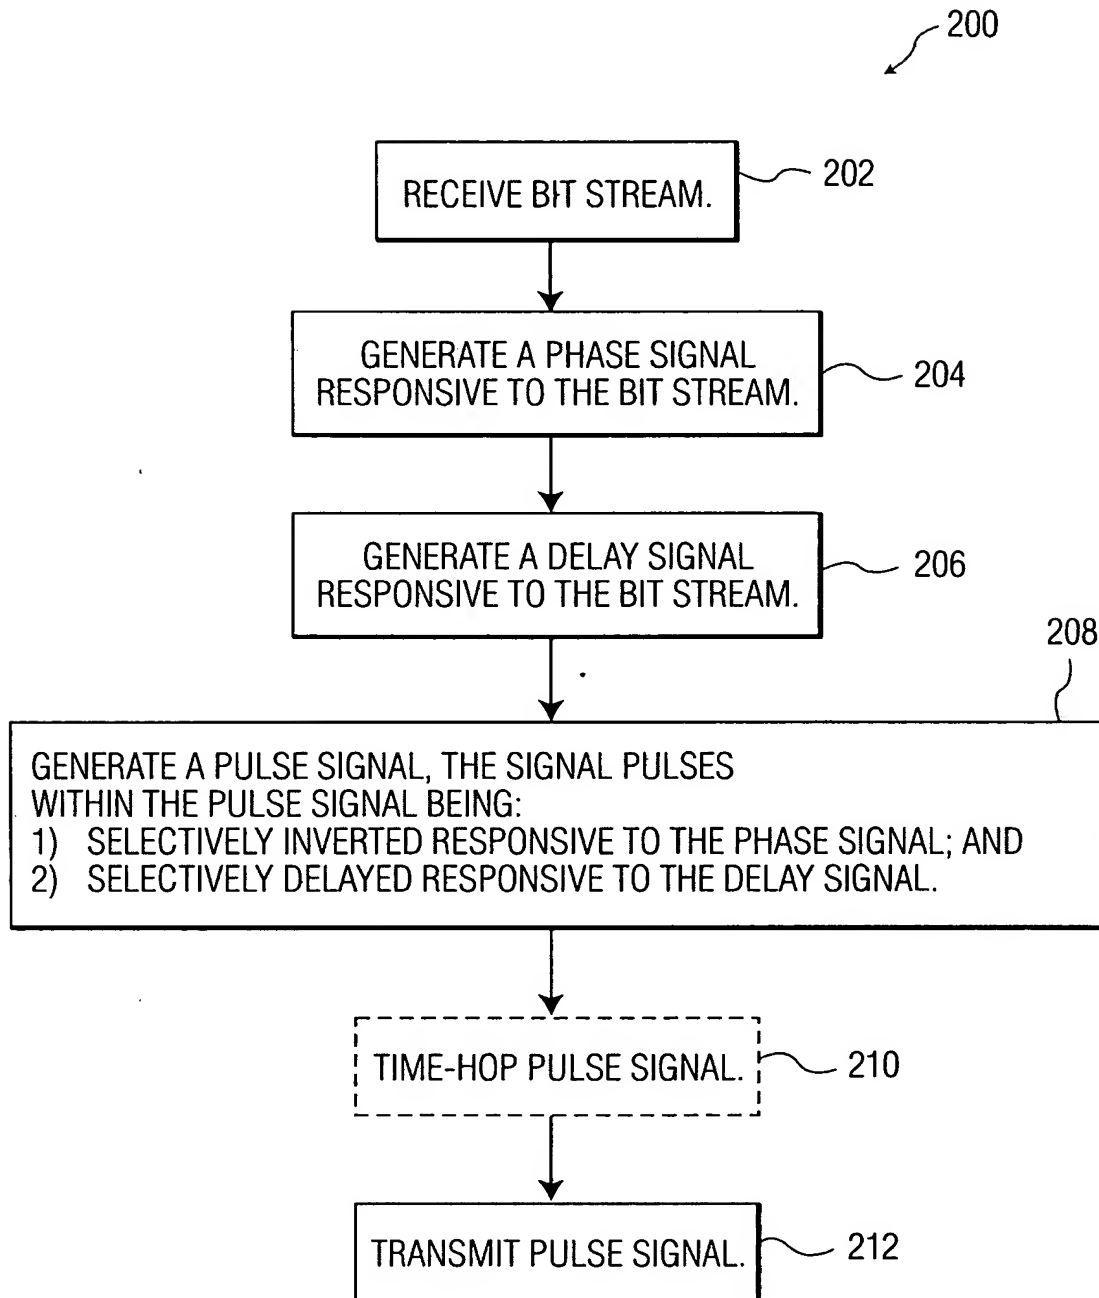 200
RECEIVE BIT STREAM.
202
GENERATE A PHASE SIGNAL
RESPONSIVE TO THE BIT STREAM.
204
GENERATE A DELAY SIGNAL
RESPONSIVE TO THE BIT STREAM.
206
208
GENERATE A PULSE SIGNAL, THE SIGNAL PULSES
WITHIN THE PULSE SIGNAL BEING:
1) SELECTIVELY INVERTED RESPONSIVE TO THE PHASE SIGNAL; AND
2) SELECTIVELY DELAYED RESPONSIVE TO THE DELAY SIGNAL.
TIME-HOP PULSE SIGNAL.
210
TRANSMIT PULSE SIGNAL.
212